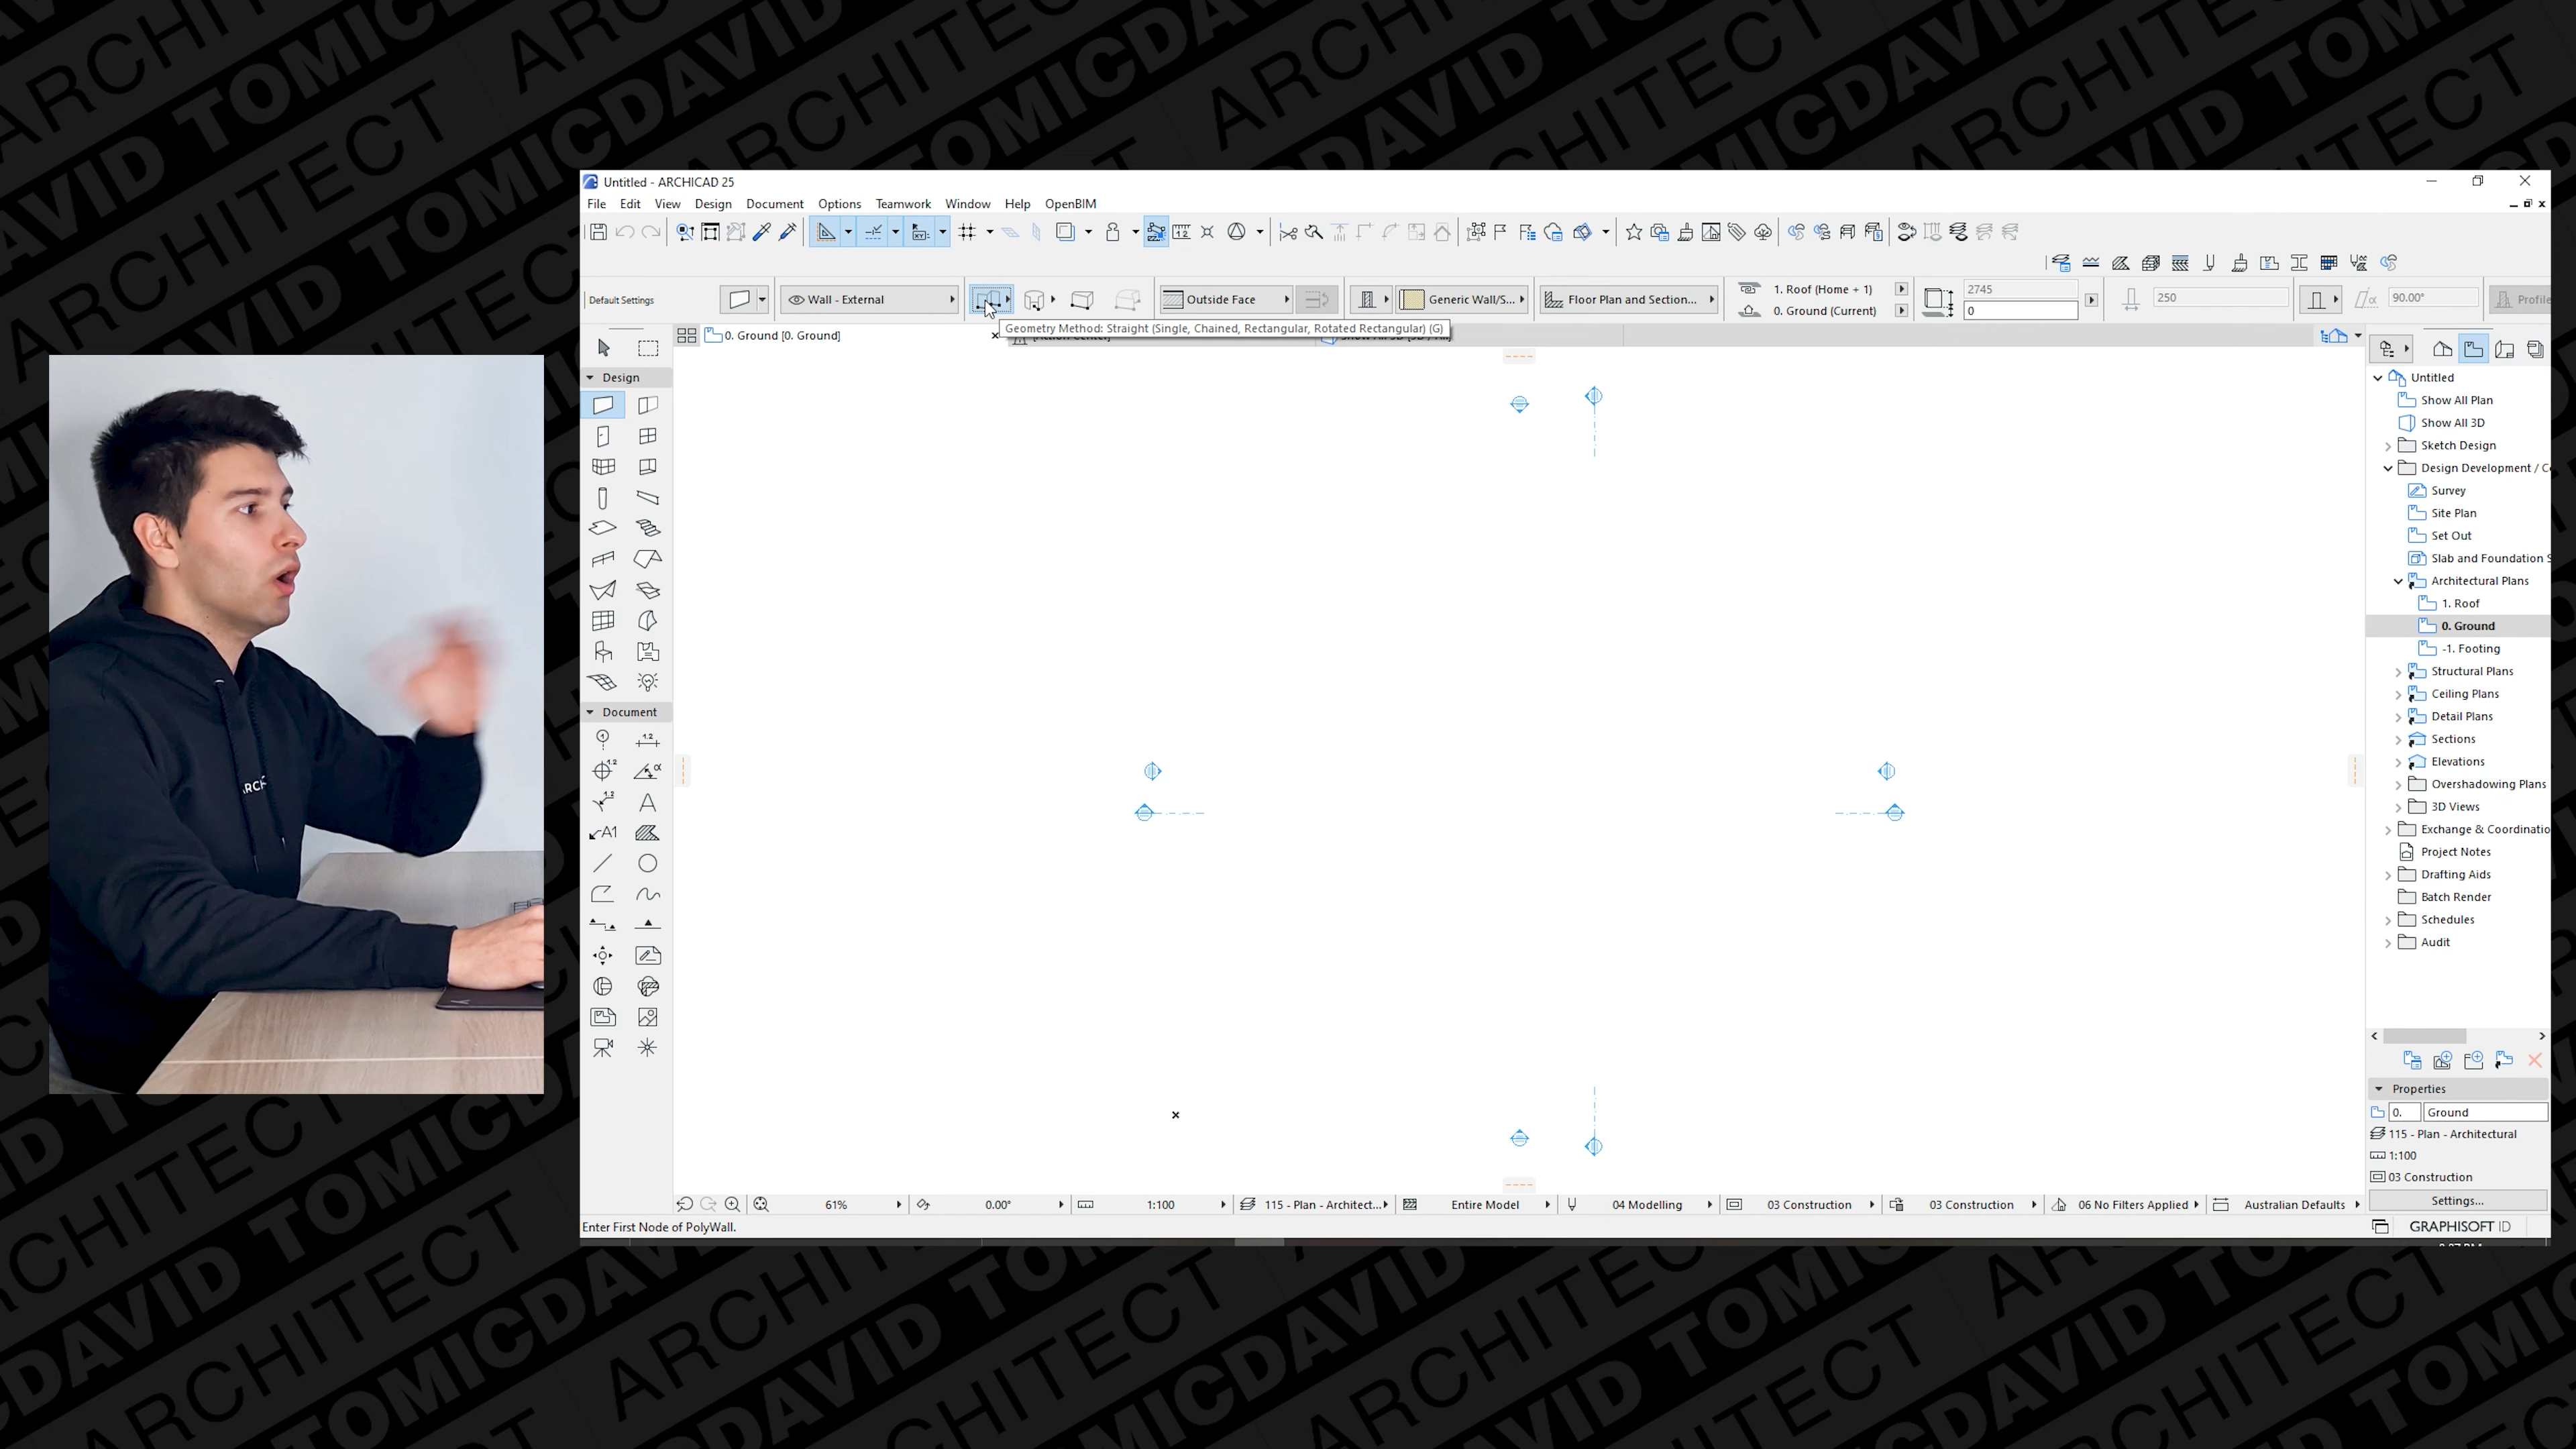 DAVID TOMIC
ARCHITECT
Untitled - ARCHICAD 25
File Edit View Design Document Options Teamwork Window Help OpenBIM
Default Settings
Wall - External
Outside Face
Generic Wall/S...
Floor Plan and Section...
1. Roof (Home + 1)
0. Ground (Current)
2745
0
250
90.00°
Profile
Geometry Method: Straight (Single, Chained, Rectangular, Rotated Rectangular) (G)
0. Ground [0. Ground]
Design
Document
A1
A
ARCH
Untitled
Show All Plan
Show All 3D
Sketch Design
Design Development / C
Survey
Site Plan
Set Out
Slab and Foundation S
Architectural Plans
1. Roof
0. Ground
-1. Footing
Structural Plans
Ceiling Plans
Detail Plans
Sections
Elevations
Overshadowing Plans
3D Views
Exchange & Coordinatio
Project Notes
Drafting Aids
Batch Render
Schedules
Audit
Properties
0. Ground
115 - Plan - Architectural
1:100
03 Construction
Settings...
61% 0.00° 1:100 115 - Plan - Architect... Entire Model 04 Modelling 03 Construction 03 Construction 06 No Filters Applied Australian Defaults
Enter First Node of PolyWall.
GRAPHISOFT ID